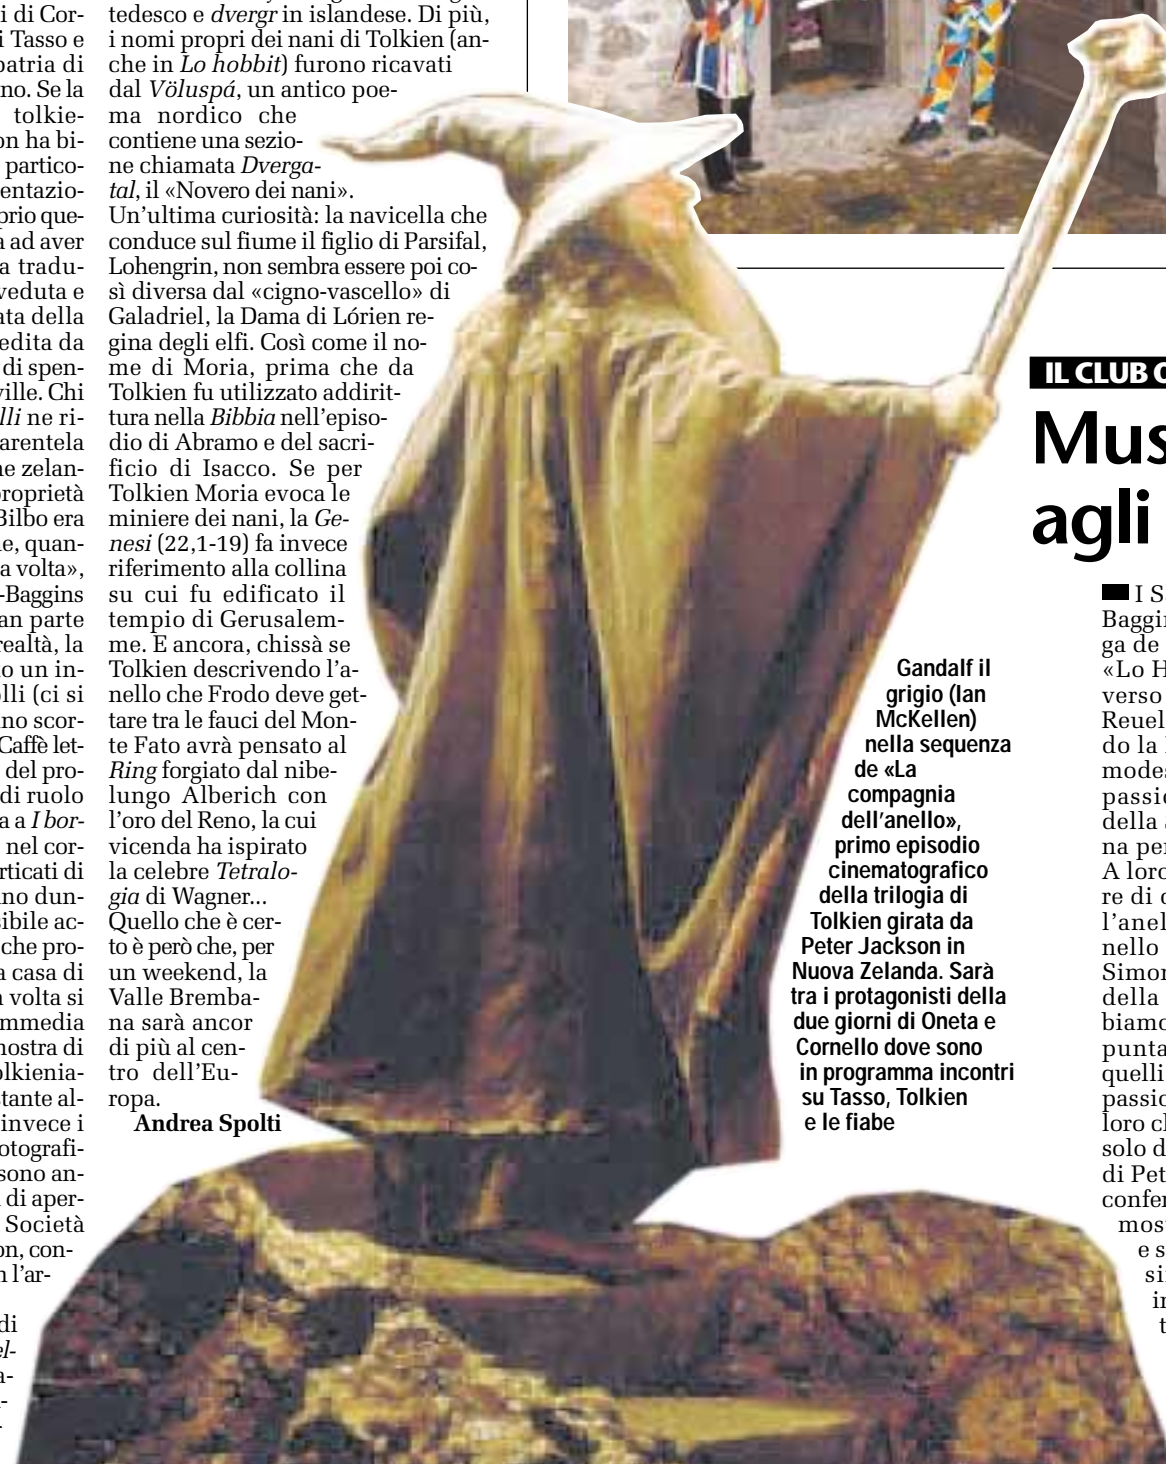 i di Cor-
i Tasso e
patria di
no. Se la
tolkie-
on ha bi-
partico-
entazio-
prio que-
a ad aver
a tradu-
veduta e
ata della
edita da
di spen-
ville. Chi
lli ne ri-
arentela
ne zelan-
proprietà
Bilbo era
ne, quan-
a volta»,
-Baggins
an parte
realtà, la
o un in-
olli (ci si
no scor-
Caffè let-
del pro-
di ruolo
a a I bor-
nel cor-
rticati di
no dun-
sibile ac-
che pro-
a casa di
a volta si
mmedia
nostra di
olkienia-
stante al-
invece i
otografi-
sono an-
di aper-
Società
on, con-
n l'ar-
di
el-
a-
tedesco e dvergr in islandese. Di più,
i nomi propri dei nani di Tolkien (an-
che in Lo hobbit) furono ricavati
dal Völuspá, un antico poe-
ma nordico che
contiene una sezio-
ne chiamata Dverga-
tal, il «Novero dei nani».
Un'ultima curiosità: la navicella che
conduce sul fiume il figlio di Parsifal,
Lohengrin, non sembra essere poi co-
sì diversa dal «cigno-vascello» di
Galadriel, la Dama di Lórien re-
gina degli elfi. Così come il no-
me di Moria, prima che da
Tolkien fu utilizzato addirit-
tura nella Bibbia nell'episo-
dio di Abramo e del sacri-
ficio di Isacco. Se per
Tolkien Moria evoca le
miniere dei nani, la Ge-
nesi (22,1-19) fa invece
riferimento alla collina
su cui fu edificato il
tempio di Gerusalem-
me. E ancora, chissà se
Tolkien descrivendo l'a-
nello che Frodo deve get-
tare tra le fauci del Mon-
te Fato avrà pensato al
Ring forgiato dal nibe-
lungo Alberich con
l'oro del Reno, la cui
vicenda ha ispirato
la celebre Tetralo-
gia di Wagner...
Quello che è cer-
to è però che, per
un weekend, la
Valle Bremba-
na sarà ancor
di più al cen-
tro dell'Eu-
ropa.
Andrea Spolti
Gandalf il
grigio (Ian
McKellen)
nella sequenza
de «La
compagnia
dell'anello»,
primo episodio
cinematografico
della trilogia di
Tolkien girata da
Peter Jackson in
Nuova Zelanda. Sarà
tra i protagonisti della
due giorni di Oneta e
Cornello dove sono
in programma incontri
su Tasso, Tolkien
e le fiabe
IL CLUB
Mus
agli
I S
Baggin
ga de
«Lo H
verso
Reuel
do la
modes
passio
della
na per
A loro
re di
l'anel
nello
Simon
della
biamo
punta
quelli
passio
loro ch
solo d
di Pet
confer
mos
e s
si
in
t